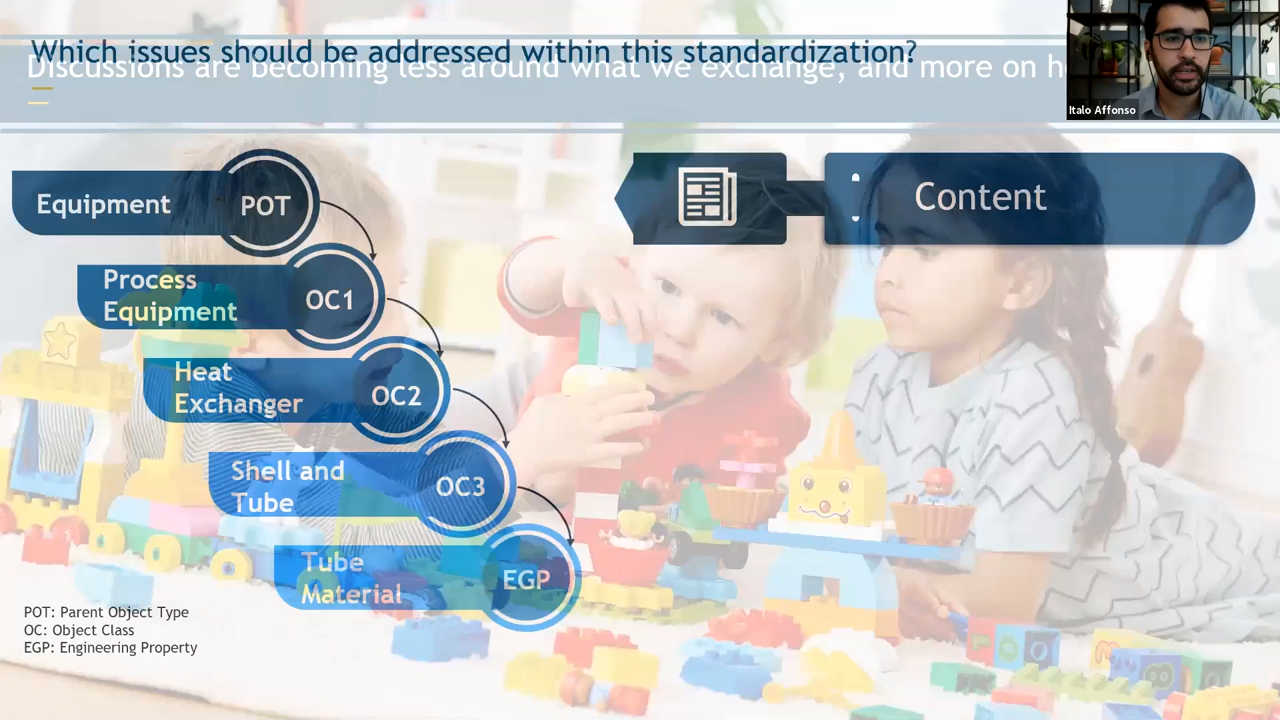 Which issues should be addressed within this standardization?
Discussions are becoming less around what we exchange, and more on
Italo Affonso
Equipment
POT
Content
Process
Equipment
OC1
Heat
Exchanger
OC2
Shell and
Tube
OC3
Tube
Material
EGP
POT: Parent Object Type
OC: Object Class
EGP: Engineering Property